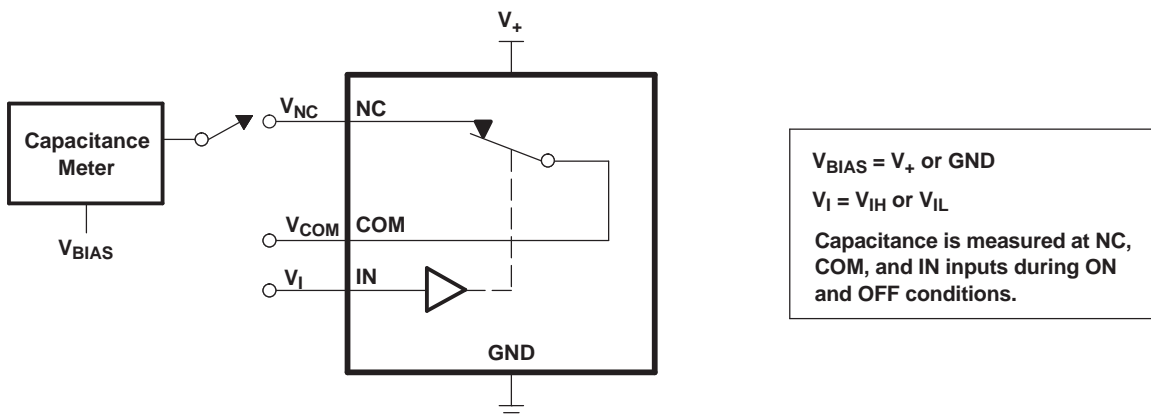 V+
Capacitance
Meter
VBIAS
VNC
NC
VCOM
COM
VI
IN
GND
VBIAS = V+ or GND
VI = VIH or VIL
Capacitance is measured at NC,
COM, and IN inputs during ON
and OFF conditions.